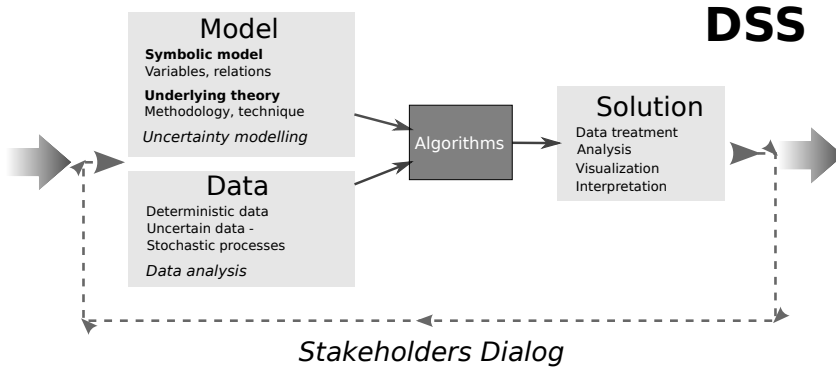 DSS
Model
Symbolic model
Variables, relations
Underlying theory
Methodology, technique
Uncertainty modelling
Data
Deterministic data
Uncertain data -
Stochastic processes
Data analysis
Algorithms
Solution
Data treatment
Analysis
Visualization
Interpretation
Stakeholders Dialog